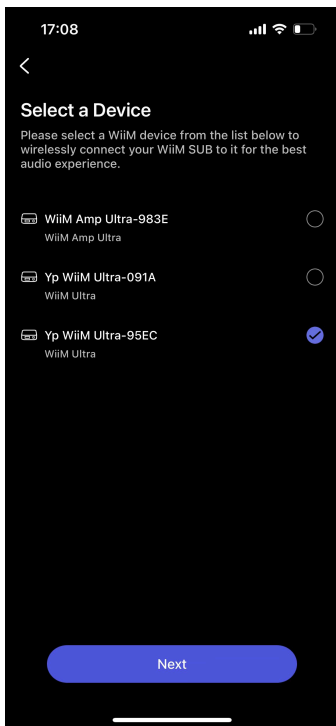 17:08
Select a Device
Please select a WiiM device from the list below to
wirelessly connect your WiiM SUB to it for the best
audio experience.
WiiM Amp Ultra-983E
WiiM Amp Ultra
Yp WiiM Ultra-091A
WiiM Ultra
Yp WiiM Ultra-95EC
WiiM Ultra
Next